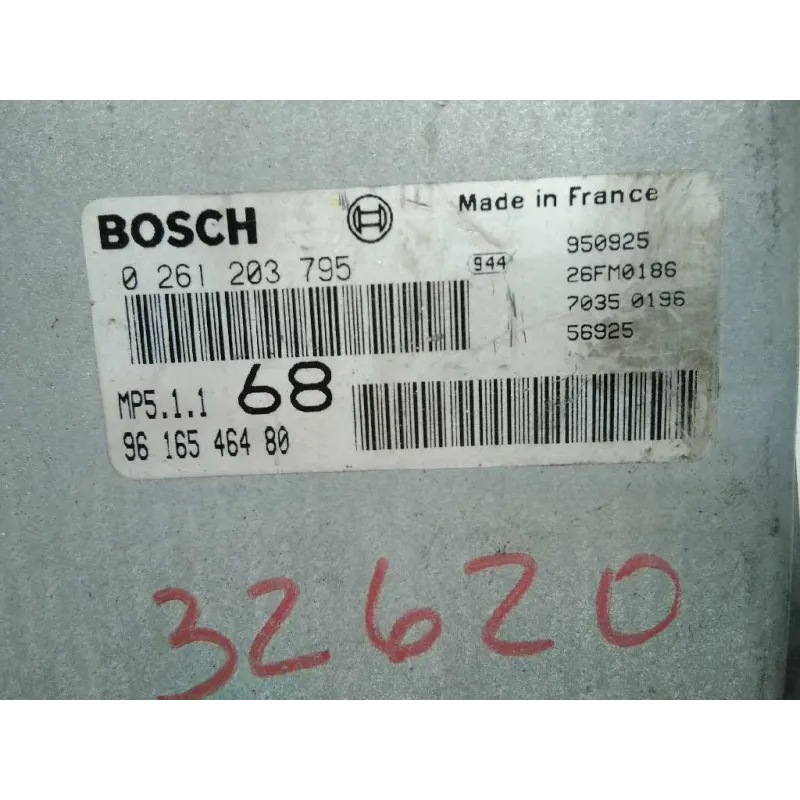 BOSCH
Made in France
0 261 203 795
944
950925
26FM0186
7035 0196
56925
MP5.1.1 68
96 165 464 80
32620